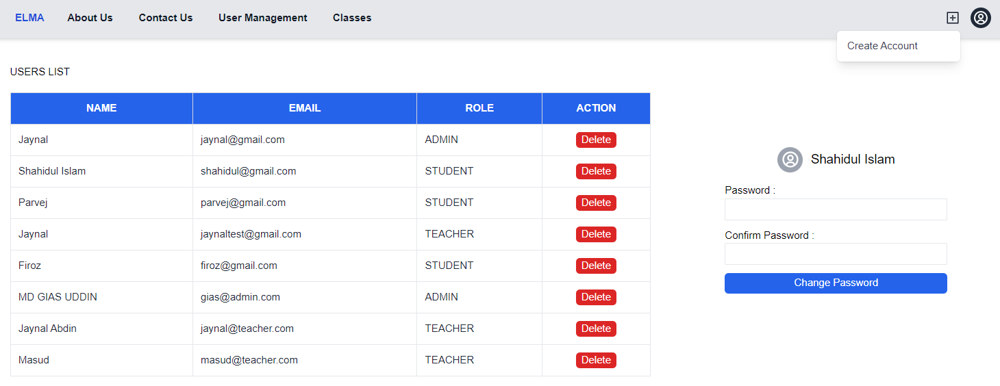 ELMA About Us Contact Us User Management Classes
Create Account
USERS LIST
NAME EMAIL ROLE ACTION
Jaynal jaynal@gmail.com ADMIN Delete
Shahidul Islam shahidul@gmail.com STUDENT Delete
Parvej parvej@gmail.com STUDENT Delete
Jaynal jaynaltest@gmail.com TEACHER Delete
Firoz firoz@gmail.com STUDENT Delete
MD GIAS UDDIN gias@admin.com ADMIN Delete
Jaynal Abdin jaynal@teacher.com TEACHER Delete
Masud masud@teacher.com TEACHER Delete
Shahidul Islam
Password :
Confirm Password :
Change Password